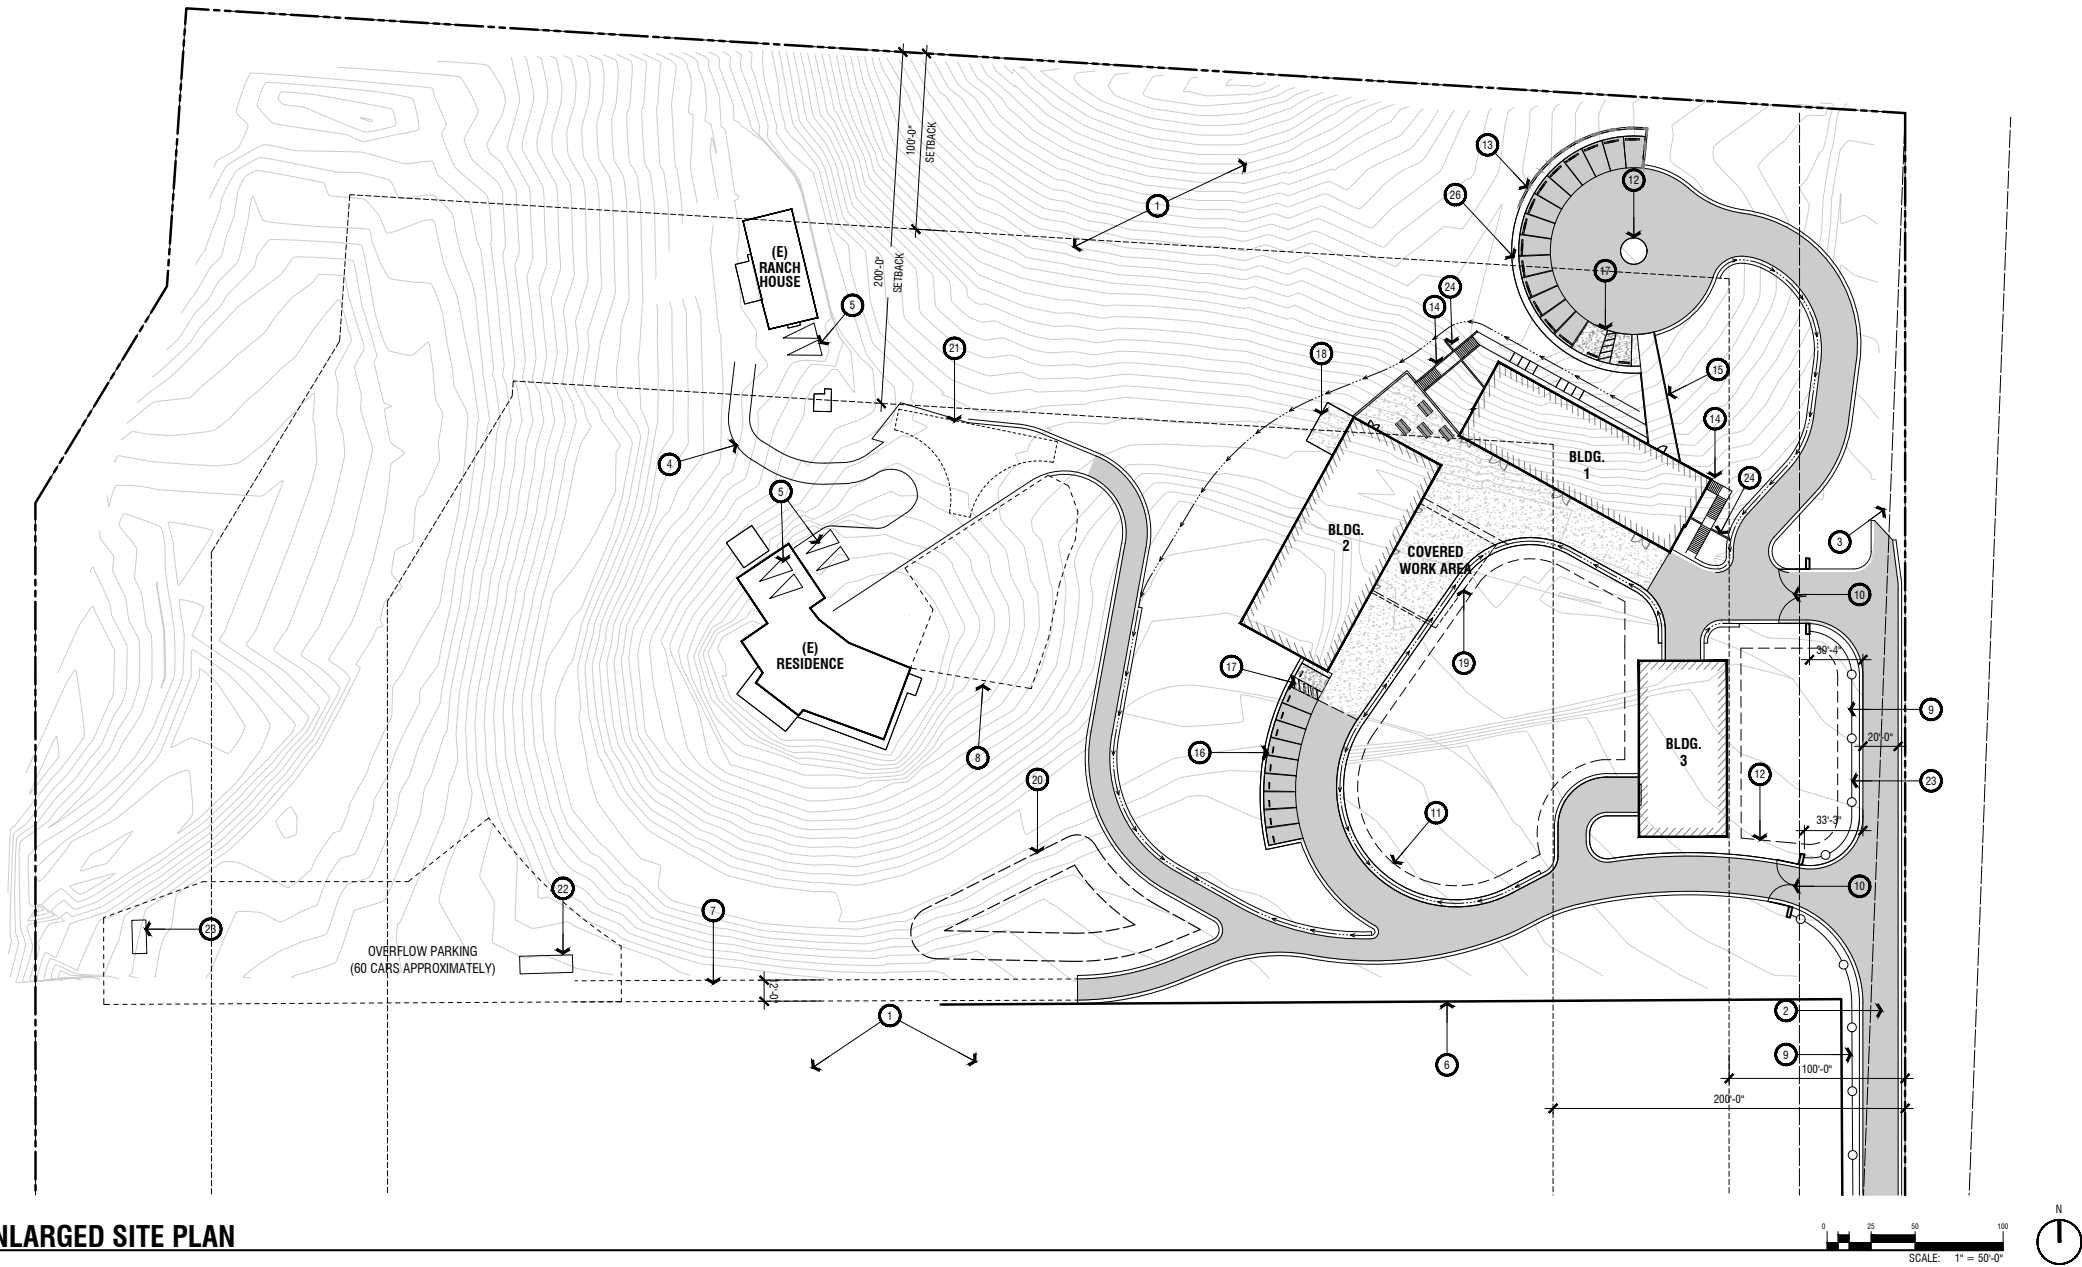 100'-0"
SETBACK
200'-0"
SETBACK
13
12
26
1
(E)
RANCH
HOUSE
17
24
14
5
21
18
15
14
4
BLDG.
1
24
5
BLDG.
2
COVERED
WORK AREA
3
10
(E)
RESIDENCE
30'-4"
19
17
9
20'-0"
BLDG.
3
16
8
12
20
23
11
33'-3"
22
10
7
23
OVERFLOW PARKING
(60 CARS APPROXIMATELY)
12'-0"
1
2
6
9
100'-0"
200'-0"
NLARGED SITE PLAN
0 25 50 100
SCALE: 1" = 50'-0"
N